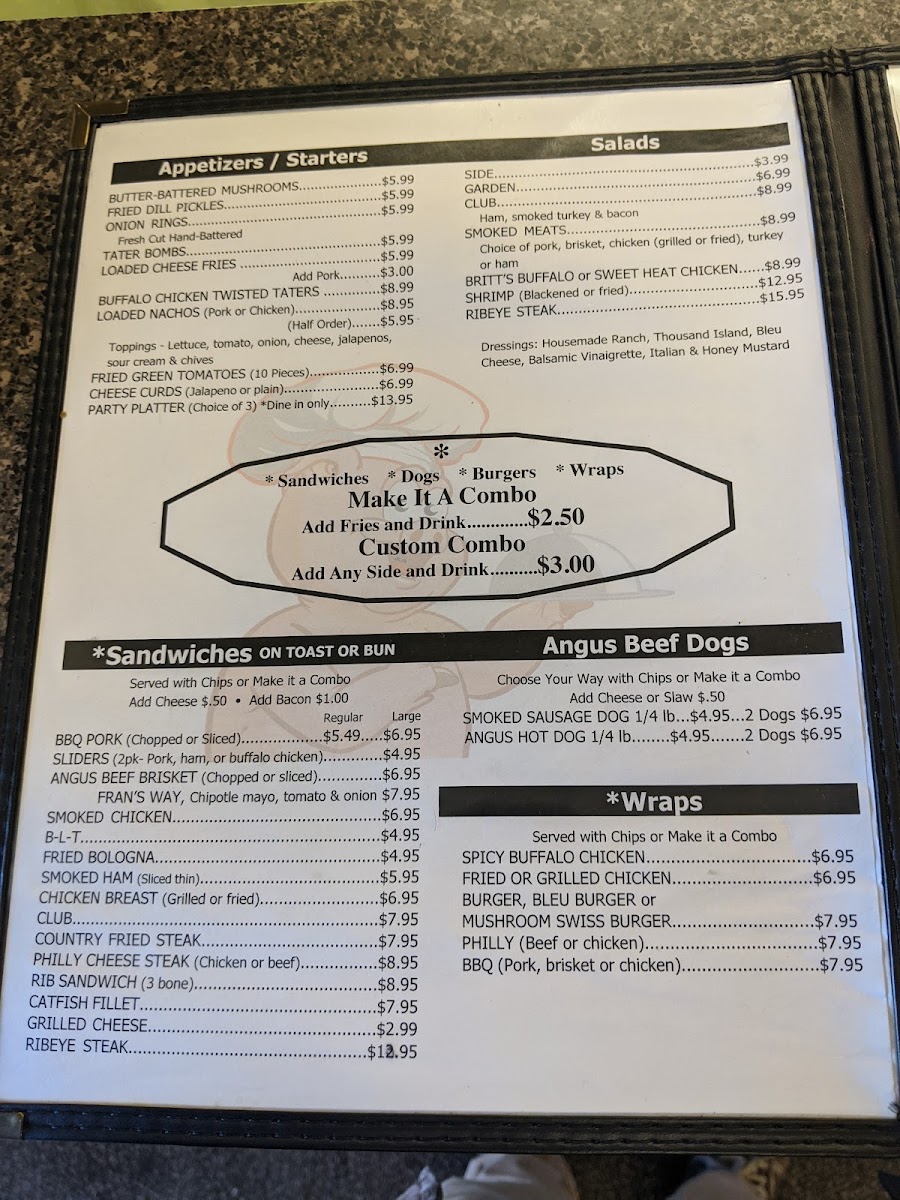 Appetizers / Starters
BUTTER-BATTERED MUSHROOMS....................$5.99
FRIED DILL PICKLES....................$5.99
ONION RINGS....................$5.99
Fresh Cut Hand-Battered
TATER BOMBS....................$5.99
LOADED CHEESE FRIES ....................$5.99
Add Pork..........$3.00
BUFFALO CHICKEN TWISTED TATERS .............$8.99
LOADED NACHOS (Pork or Chicken)....................$8.95
(Half Order).......$5.95
Toppings - Lettuce, tomato, onion, cheese, jalapenos,
sour cream & chives
FRIED GREEN TOMATOES (10 Pieces).................$6.99
CHEESE CURDS (Jalapeno or plain).......................$6.99
PARTY PLATTER (Choice of 3) *Dine in only..........$13.95
Salads
SIDE....................$3.99
GARDEN....................$6.99
CLUB....................$8.99
Ham, smoked turkey & bacon
SMOKED MEATS....................$8.99
Choice of pork, brisket, chicken (grilled or fried), turkey
or ham
BRITT'S BUFFALO or SWEET HEAT CHICKEN......$8.99
SHRIMP (Blackened or fried)....................$12.95
RIBEYE STEAK....................$15.95
Dressings: Housemade Ranch, Thousand Island, Bleu
Cheese, Balsamic Vinaigrette, Italian & Honey Mustard
*
* Sandwiches * Dogs * Burgers * Wraps
Make It A Combo
Add Fries and Drink.............$2.50
Custom Combo
Add Any Side and Drink..........$3.00
*Sandwiches ON TOAST OR BUN
Served with Chips or Make it a Combo
Add Cheese $.50 • Add Bacon $1.00
Regular Large
BBQ PORK (Chopped or Sliced)..................$5.49.....$6.95
SLIDERS (2pk- Pork, ham, or buffalo chicken).............$4.95
ANGUS BEEF BRISKET (Chopped or sliced)..............$6.95
FRAN'S WAY, Chipotle mayo, tomato & onion $7.95
SMOKED CHICKEN....................$6.95
B-L-T....................$4.95
FRIED BOLOGNA....................$4.95
SMOKED HAM (Sliced thin)....................$5.95
CHICKEN BREAST (Grilled or fried)....................$6.95
CLUB....................$7.95
COUNTRY FRIED STEAK....................$7.95
PHILLY CHEESE STEAK (Chicken or beef)..................$8.95
RIB SANDWICH (3 bone)....................$8.95
CATFISH FILLET....................$7.95
GRILLED CHEESE....................$2.99
RIBEYE STEAK....................
Angus Beef Dogs
Choose Your Way with Chips or Make it a Combo
Add Cheese or Slaw $.50
SMOKED SAUSAGE DOG 1/4 lb...$4.95...2 Dogs $6.95
ANGUS HOT DOG 1/4 lb........$4.95.......2 Dogs $6.95
*Wraps
Served with Chips or Make it a Combo
SPICY BUFFALO CHICKEN....................$6.95
FRIED OR GRILLED CHICKEN....................$6.95
BURGER, BLEU BURGER or
MUSHROOM SWISS BURGER....................$7.95
PHILLY (Beef or chicken)....................$7.95
BBQ (Pork, brisket or chicken)....................$7.95